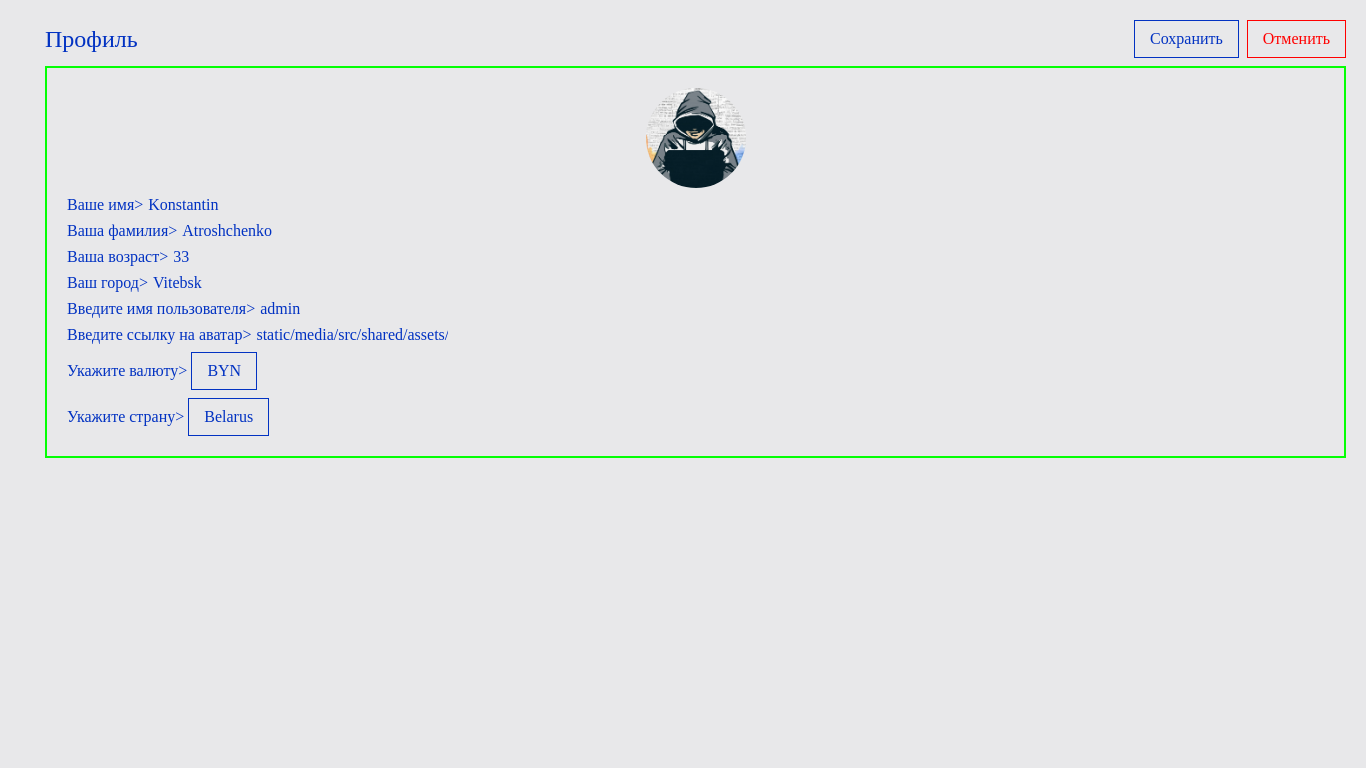 Профиль
Сохранить
Отменить
Ваше имя> Konstantin
Ваша фамилия> Atroshchenko
Ваша возраст> 33
Ваш город> Vitebsk
Введите имя пользователя> admin
Введите ссылку на аватар> static/media/src/shared/assets/
Укажите валюту> BYN
Укажите страну> Belarus